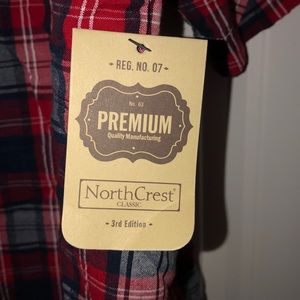 REG. NO. 07
No. 63
PREMIUM
Quality Manufacturing
NorthCrest®
CLASSIC
3rd Edition